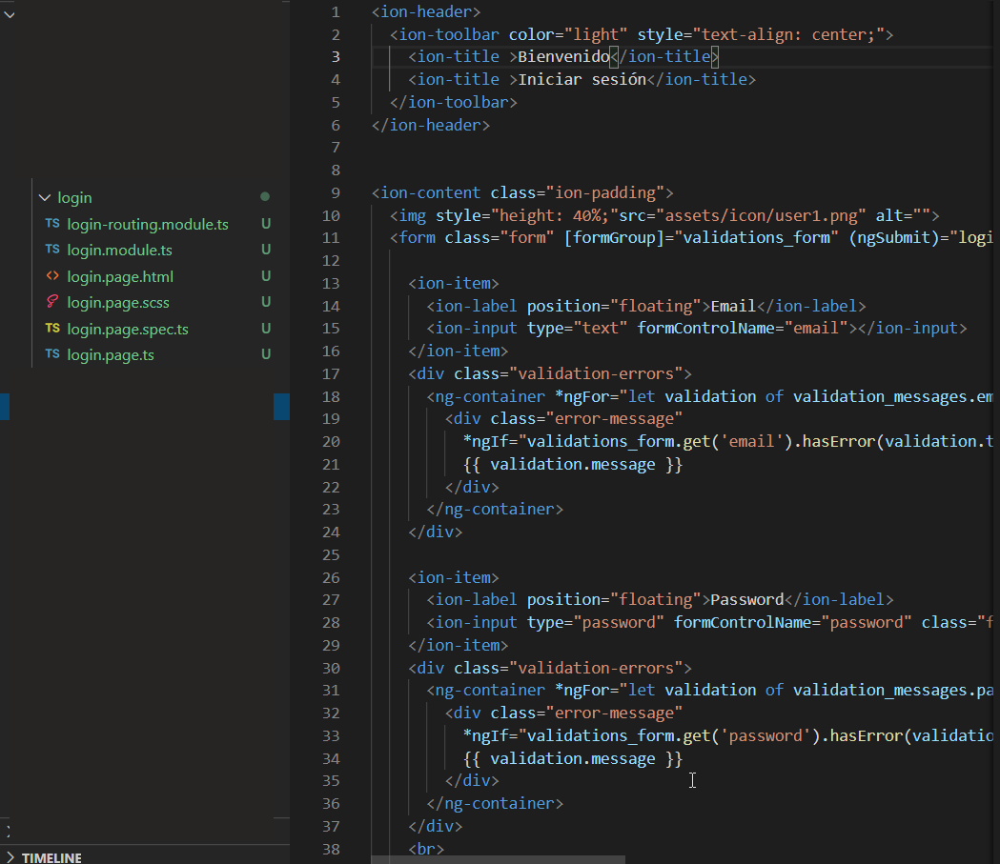 login
TS login-routing.module.ts U
TS login.module.ts U
<> login.page.html U
login.page.scss U
TS login.page.spec.ts U
TS login.page.ts U
TIMELINE
1 <ion-header>
2 <ion-toolbar color="light" style="text-align: center;">
3 <ion-title >Bienvenido</ion-title>
4 <ion-title >Iniciar sesión</ion-title>
5 </ion-toolbar>
6 </ion-header>
7
8
9 <ion-content class="ion-padding">
10 <img style="height: 40%;"src="assets/icon/user1.png" alt="">
11 <form class="form" [formGroup]="validations_form" (ngSubmit)="logi
12
13 <ion-item>
14 <ion-label position="floating">Email</ion-label>
15 <ion-input type="text" formControlName="email"></ion-input>
16 </ion-item>
17 <div class="validation-errors">
18 <ng-container *ngFor="let validation of validation_messages.em
19 <div class="error-message"
20 *ngIf="validations_form.get('email').hasError(validation.t
21 {{ validation.message }}
22 </div>
23 </ng-container>
24 </div>
25
26 <ion-item>
27 <ion-label position="floating">Password</ion-label>
28 <ion-input type="password" formControlName="password" class="f
29 </ion-item>
30 <div class="validation-errors">
31 <ng-container *ngFor="let validation of validation_messages.pa
32 <div class="error-message"
33 *ngIf="validations_form.get('password').hasError(validatio
34 {{ validation.message }}
35 </div>
36 </ng-container>
37 </div>
38 <br>